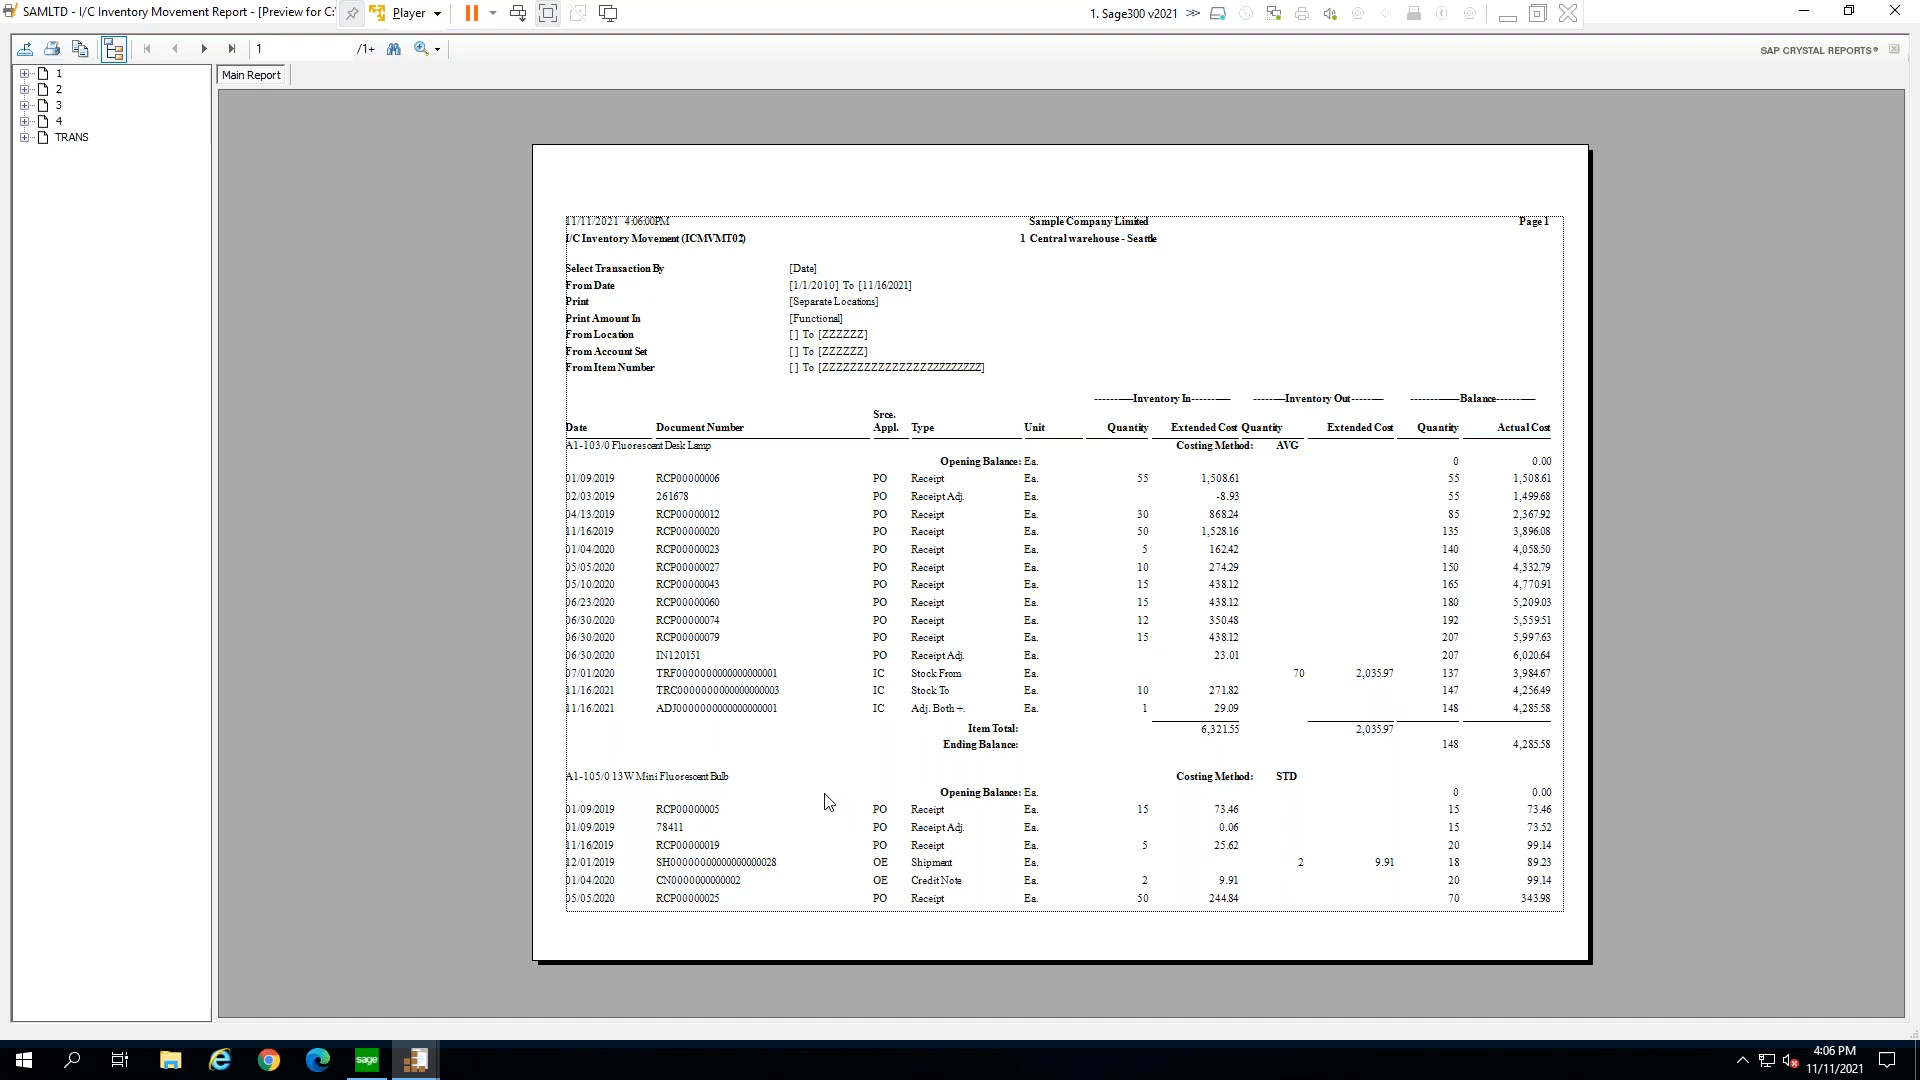 SAMLTD - I/C Inventory Movement Report - [Preview for C: Player 1. Sage300 v2021
1 /1+ SAP CRYSTAL REPORTS®
Main Report
1
2
3
4
TRANS
11/11/2021 4:06:00PM Sample Company Limited Page 1
I/C Inventory Movement (ICMVMT02) 1 Central warehouse - Seattle
Select Transaction By [Date]
From Date [1/1/2010] To [11/16/2021]
Print [Separate Locations]
Print Amount In [Functional]
From Location [ ] To [ZZZZZZ]
From Account Set [ ] To [ZZZZZZ]
From Item Number [ ] To [ZZZZZZZZZZZZZZZZZZZZZZZZ]
-----------Inventory In----------- ---------Inventory Out--------- --------------Balance-----------
Srce.
Date Document Number Appl. Type Unit Quantity Extended Cost Quantity Extended Cost Quantity Actual Cost
A1-103/0 Fluorescent Desk Lamp Costing Method: AVG
Opening Balance: Ea. 0 0.00
01/09/2019 RCP00000006 PO Receipt Ea. 55 1,508.61 55 1,508.61
02/03/2019 261678 PO Receipt Adj. Ea. -8.93 55 1,499.68
04/13/2019 RCP00000012 PO Receipt Ea. 30 868.24 85 2,367.92
11/16/2019 RCP00000020 PO Receipt Ea. 50 1,528.16 135 3,896.08
01/04/2020 RCP00000023 PO Receipt Ea. 5 162.42 140 4,058.50
05/05/2020 RCP00000027 PO Receipt Ea. 10 274.29 150 4,332.79
05/10/2020 RCP00000043 PO Receipt Ea. 15 438.12 165 4,770.91
06/23/2020 RCP00000060 PO Receipt Ea. 15 438.12 180 5,209.03
06/30/2020 RCP00000074 PO Receipt Ea. 12 350.48 192 5,559.51
06/30/2020 RCP00000079 PO Receipt Ea. 15 438.12 207 5,997.63
06/30/2020 IN120151 PO Receipt Adj. Ea. 23.01 207 6,020.64
07/01/2020 TRF0000000000000000001 IC Stock From Ea. 70 2,035.97 137 3,984.67
11/16/2021 TRC0000000000000000003 IC Stock To Ea. 10 271.82 147 4,256.49
11/16/2021 ADJ0000000000000000001 IC Adj. Both +. Ea. 1 29.09 148 4,285.58
Item Total: 6,321.55 2,035.97
Ending Balance: 148 4,285.58
A1-105/0 13W Mini Fluorescent Bulb Costing Method: STD
Opening Balance: Ea. 0 0.00
01/09/2019 RCP00000005 PO Receipt Ea. 15 73.46 15 73.46
01/09/2019 78411 PO Receipt Adj. Ea. 0.06 15 73.52
11/16/2019 RCP00000019 PO Receipt Ea. 5 25.62 20 99.14
12/01/2019 SH00000000000000000028 OE Shipment Ea. 2 9.91 18 89.23
01/04/2020 CN0000000000002 OE Credit Note Ea. 2 9.91 20 99.14
05/05/2020 RCP00000025 PO Receipt Ea. 50 244.84 70 343.98
sage
4:06 PM
11/11/2021